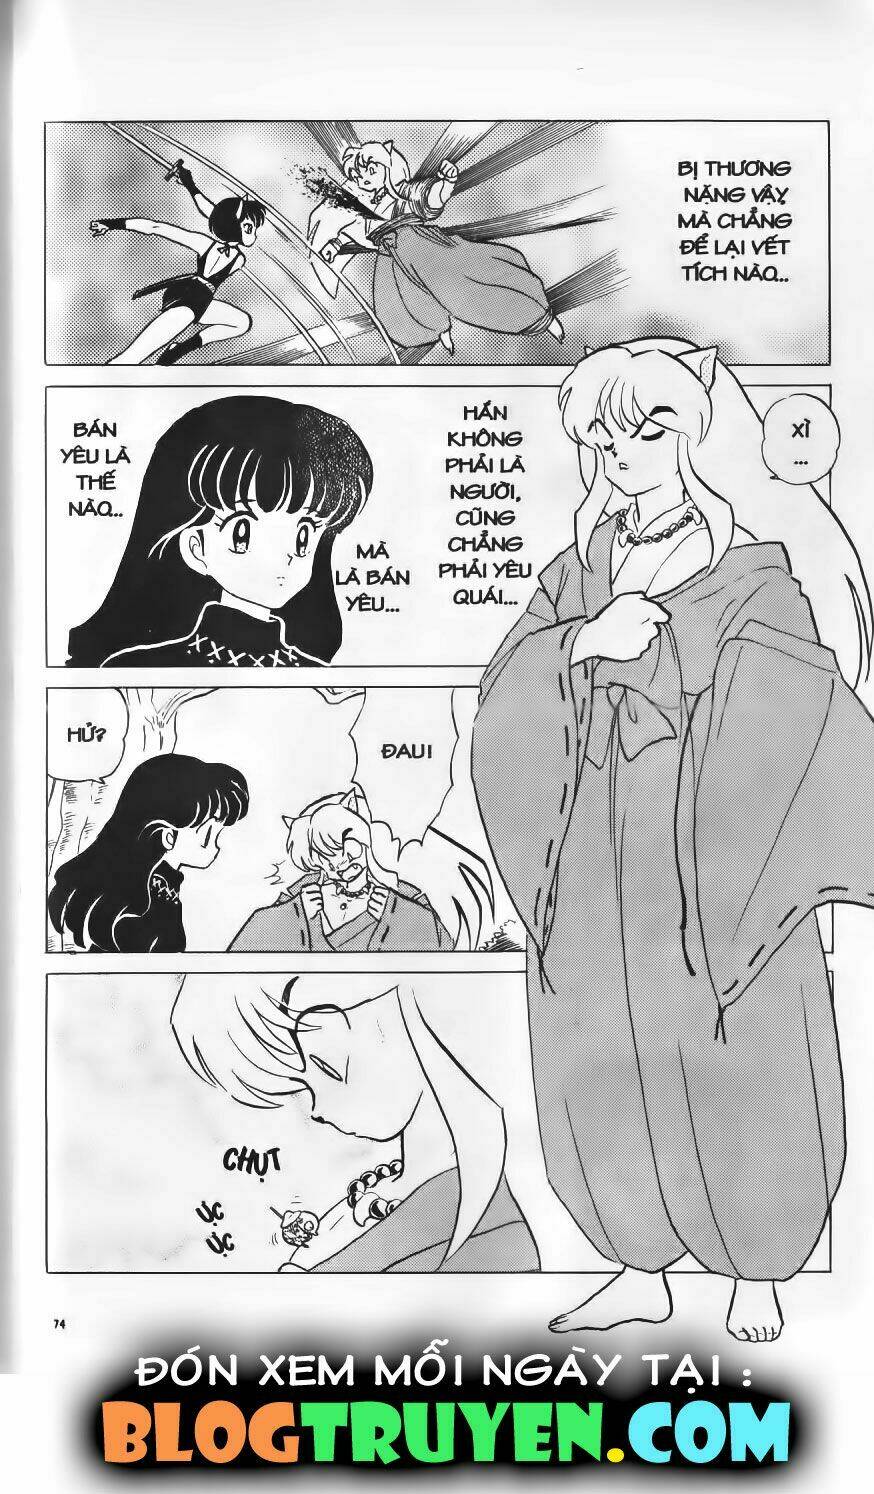 BỊ THƯƠNG
NẶNG VẬY,
MÀ CHẲNG
ĐỂ LẠI VẾT
TÍCH NÀO...
XÌ
...
HẮN
KHÔNG
PHẢI LÀ
NGƯỜI,
CŨNG
CHẲNG
PHẢI YÊU
QUÁI...
MÀ
LÀ BÁN
YÊU...
BÁN
YÊU LÀ
THẾ
NÀO...
HỬ?
ĐAU!
CHỤT
ỰC
ỰC
74
ĐÓN XEM MỖI NGÀY TẠI :
BLOGTRUYEN.COM